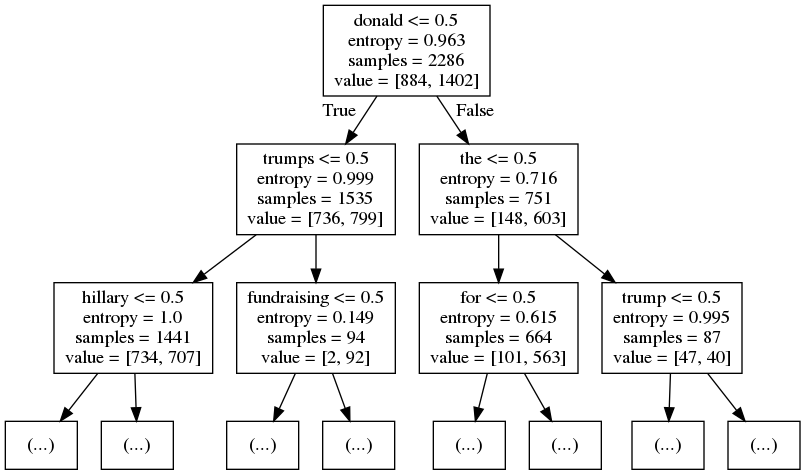 donald <= 0.5
entropy = 0.963
samples = 2286
value = [884, 1402]
True
False
trumps <= 0.5
entropy = 0.999
samples = 1535
value = [736, 799]
the <= 0.5
entropy = 0.716
samples = 751
value = [148, 603]
hillary <= 0.5
entropy = 1.0
samples = 1441
value = [734, 707]
fundraising <= 0.5
entropy = 0.149
samples = 94
value = [2, 92]
for <= 0.5
entropy = 0.615
samples = 664
value = [101, 563]
trump <= 0.5
entropy = 0.995
samples = 87
value = [47, 40]
(...)
(...)
(...)
(...)
(...)
(...)
(...)
(...)